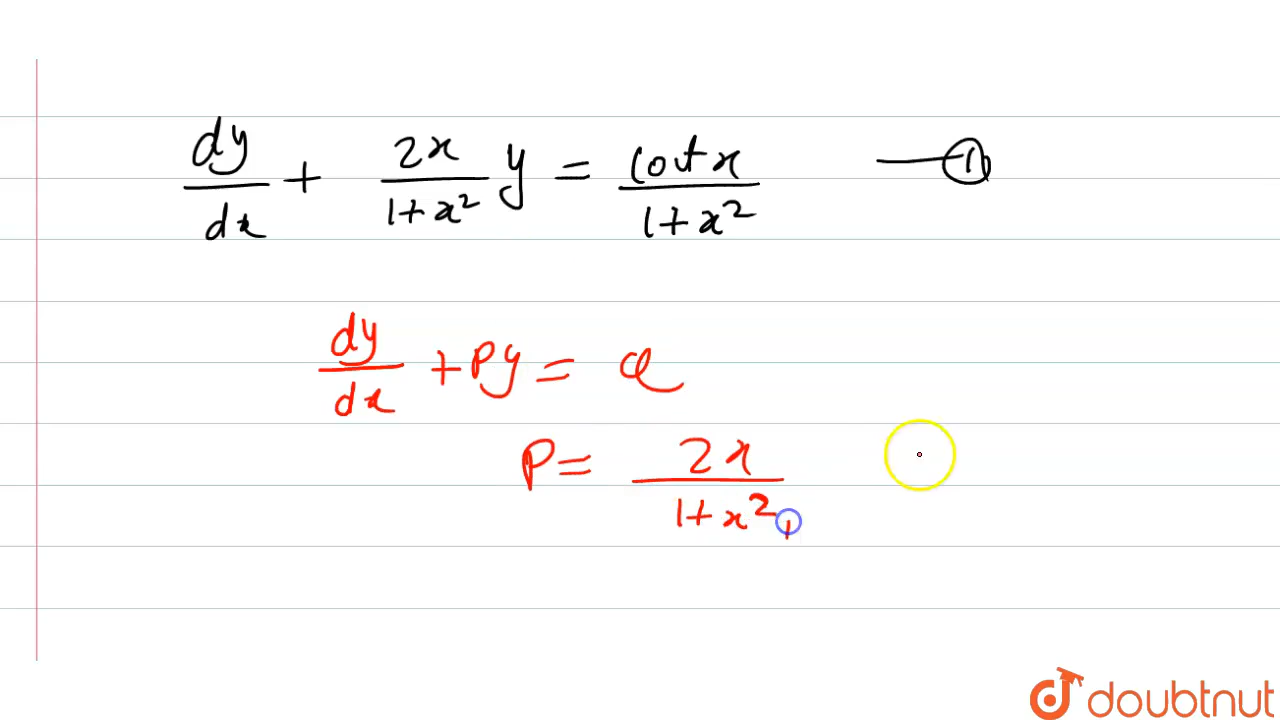 dy/dx + 2x/(1+x²) y = cot x/(1+x²) — ①
dy/dx + Py = Q
P = 2x/(1+x²),
doubtnut